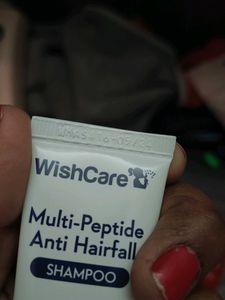 WishCare
Multi-Peptide
Anti Hairfall
SHAMPOO